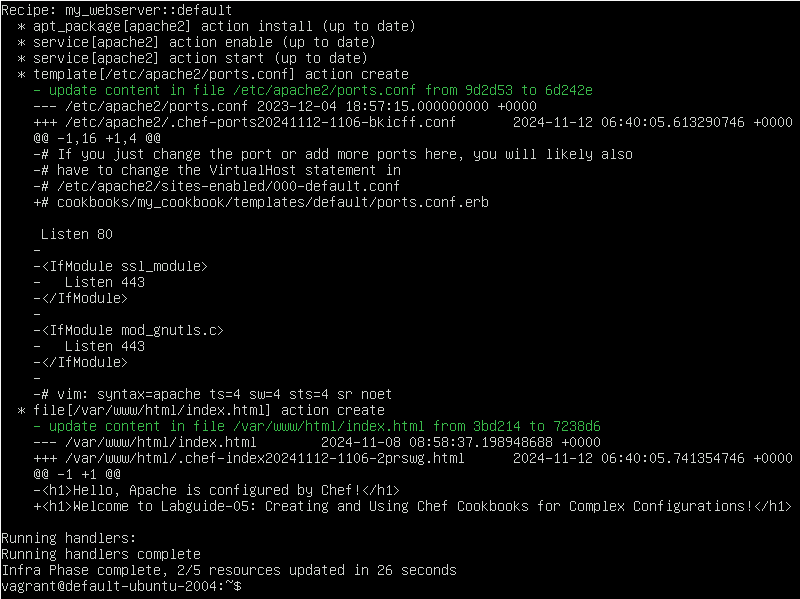 Recipe: my_webserver::default
  * apt_package[apache2] action install (up to date)
  * service[apache2] action enable (up to date)
  * service[apache2] action start (up to date)
  * template[/etc/apache2/ports.conf] action create
    - update content in file /etc/apache2/ports.conf from 9d2d53 to 6d242e
    --- /etc/apache2/ports.conf 2023-12-04 18:57:15.000000000 +0000
    +++ /etc/apache2/.chef-ports20241112-1106-bkicff.conf       2024-11-12 06:40:05.613290746 +0000
    @@ -1,16 +1,4 @@
    -# If you just change the port or add more ports here, you will likely also
    -# have to change the VirtualHost statement in
    -# /etc/apache2/sites-enabled/000-default.conf
    +# cookbooks/my_cookbook/templates/default/ports.conf.erb

     Listen 80
    -
    -<IfModule ssl_module>
    -   Listen 443
    -</IfModule>
    -
    -<IfModule mod_gnutls.c>
    -   Listen 443
    -</IfModule>
    -
    -# vim: syntax=apache ts=4 sw=4 sts=4 sr noet
  * file[/var/www/html/index.html] action create
    - update content in file /var/www/html/index.html from 3bd214 to 7238d6
    --- /var/www/html/index.html        2024-11-08 08:58:37.198948688 +0000
    +++ /var/www/html/.chef-index20241112-1106-2prswg.html      2024-11-12 06:40:05.741354746 +0000
    @@ -1 +1 @@
    -<h1>Hello, Apache is configured by Chef!</h1>
    +<h1>Welcome to Labguide-05: Creating and Using Chef Cookbooks for Complex Configurations!</h1>

Running handlers:
Running handlers complete
Infra Phase complete, 2/5 resources updated in 26 seconds
vagrant@default-ubuntu-2004:~$